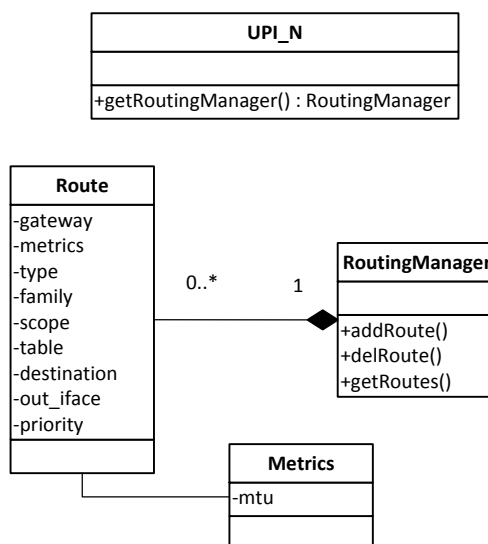 UPI_N
+getRoutingManager() : RoutingManager
Route
-gateway
-metrics
-type
-family
-scope
-table
-destination
-out_iface
-priority
0..*
1
RoutingManager
+addRoute()
+delRoute()
+getRoutes()
Metrics
-mtu